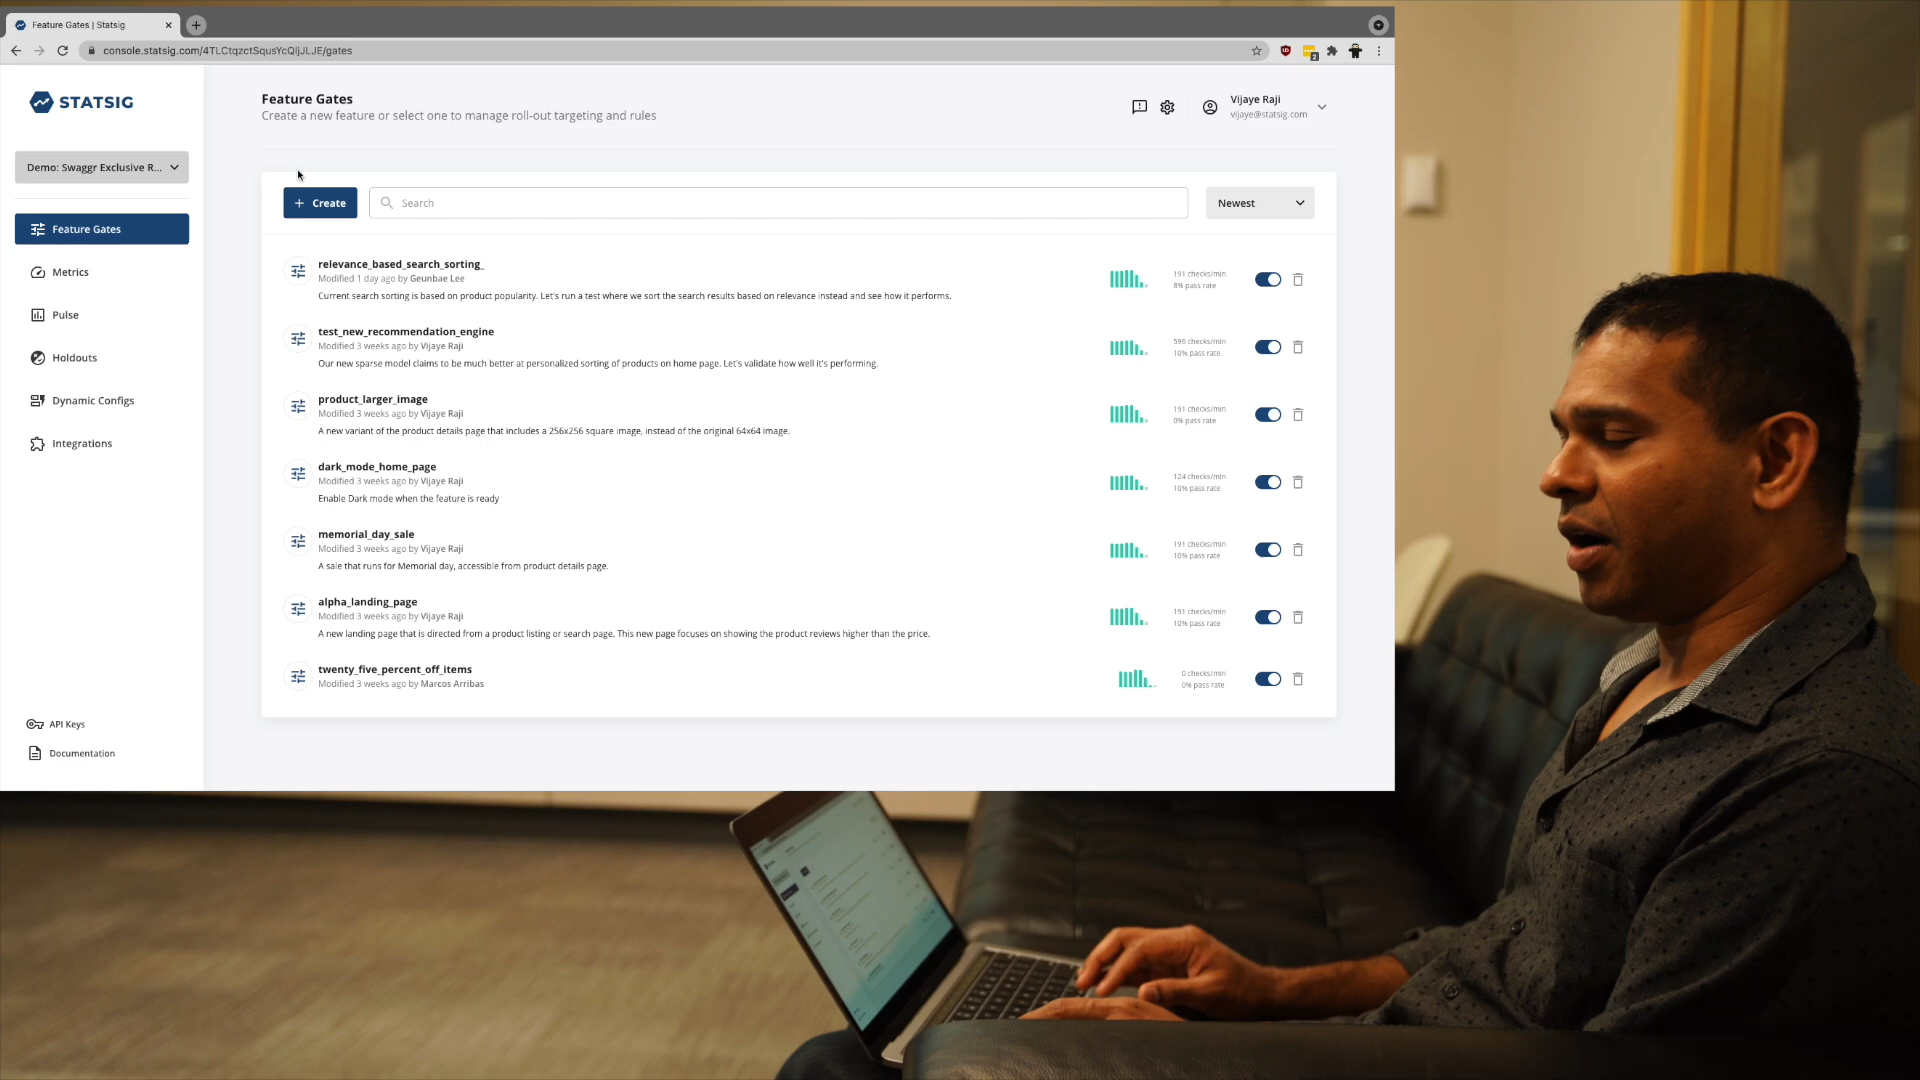 Feature Gates | Statsig
console.statsig.com/4TLCtqzctSqusYcQljJLJE/gates
2
STATSIG
Demo: Swaggr Exclusive R...
Feature Gates
Metrics
Pulse
Holdouts
Dynamic Configs
Integrations
API Keys
Documentation
Feature Gates
Create a new feature or select one to manage roll-out targeting and rules
Vijaye Raji
vijaye@statsig.com
+ Create
Search
Newest
relevance_based_search_sorting_
Modified 1 day ago by Geunbae Lee
Current search sorting is based on product popularity. Let's run a test where we sort the search results based on relevance instead and see how it performs.
191 checks/min
8% pass rate
test_new_recommendation_engine
Modified 3 weeks ago by Vijaye Raji
Our new sparse model claims to be much better at personalized sorting of products on home page. Let's validate how well it's performing.
596 checks/min
10% pass rate
product_larger_image
Modified 3 weeks ago by Vijaye Raji
A new variant of the product details page that includes a 256x256 square image, instead of the original 64x64 image.
191 checks/min
0% pass rate
dark_mode_home_page
Modified 3 weeks ago by Vijaye Raji
Enable Dark mode when the feature is ready
124 checks/min
10% pass rate
memorial_day_sale
Modified 3 weeks ago by Vijaye Raji
A sale that runs for Memorial day, accessible from product details page.
191 checks/min
10% pass rate
alpha_landing_page
Modified 3 weeks ago by Vijaye Raji
A new landing page that is directed from a product listing or search page. This new page focuses on showing the product reviews higher than the price.
191 checks/min
10% pass rate
twenty_five_percent_off_items
Modified 3 weeks ago by Marcos Arribas
0 checks/min
0% pass rate